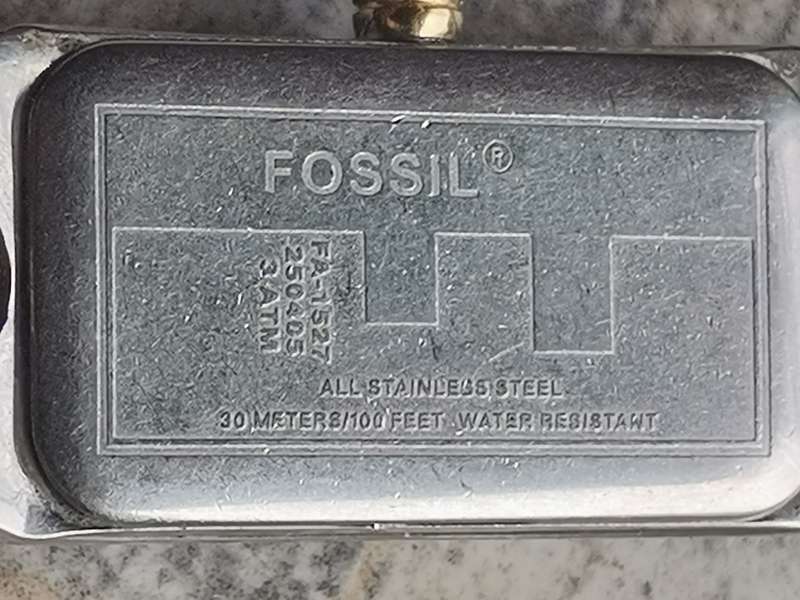 FOSSIL®
FA-1527
250405
3 ATM
ALL STAINLESS STEEL
30 METERS/100 FEET WATER RESISTANT